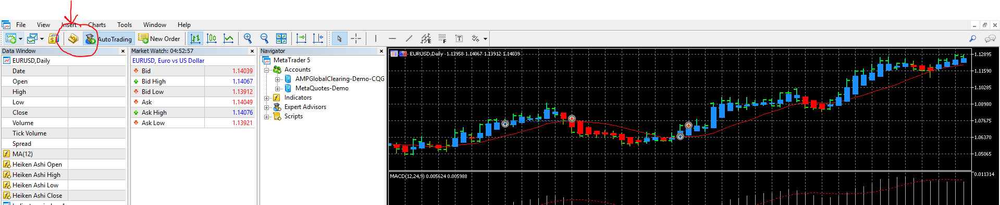 File View Insert Charts Tools Window Help
AutoTrading New Order E F T
Data Window
EURUSD,Daily
Date
Open
High
Low
Close
Volume
Tick Volume
Spread
MA(12)
Heiken Ashi Open
Heiken Ashi High
Heiken Ashi Low
Heiken Ashi Close
Market Watch: 04:52:57
EURUSD, Euro vs US Dollar
Bid 1.14039
Bid High 1.14067
Bid Low 1.13912
Ask 1.14049
Ask High 1.14076
Ask Low 1.13921
Navigator
MetaTrader 5
Accounts
AMPGlobalClearing-Demo-CQG
MetaQuotes-Demo
Indicators
Expert Advisors
Scripts
EURUSD,Daily 1.13958 1.14067 1.13912 1.14039
1.12895
1.11590
1.10285
1.08980
1.07675
1.06370
1.05065
MACD(12,24,9) 0.005624 0.005988
0.011314